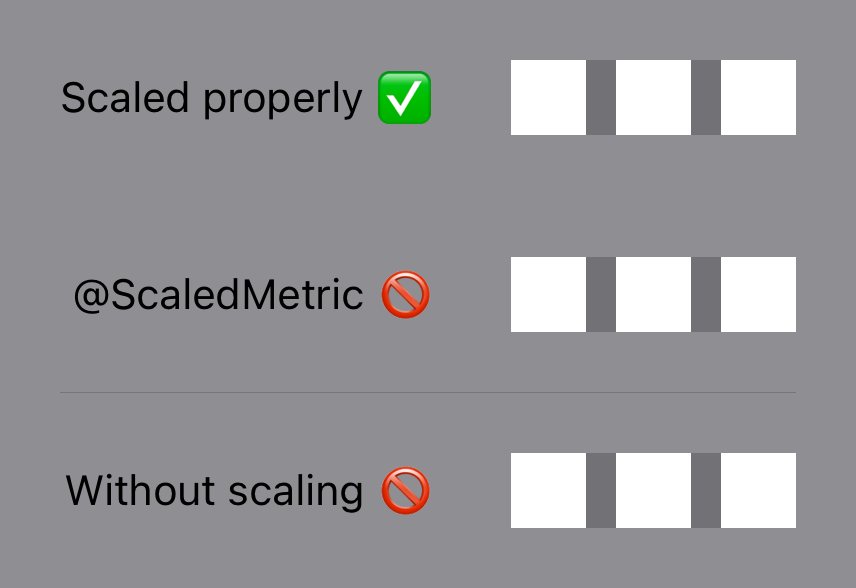 Scaled properly ✅
@ScaledMetric 🚫
Without scaling 🚫